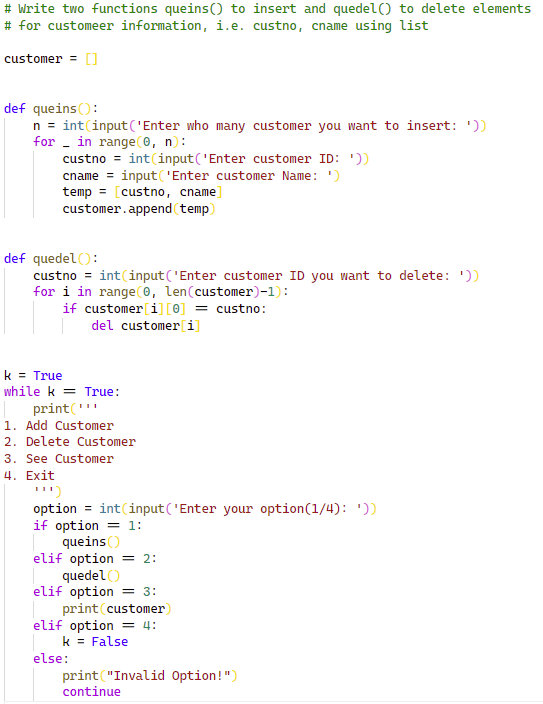 # Write two functions queins() to insert and quedel() to delete elements
# for customeer information, i.e. custno, cname using list
customer = []
def queins():
    n = int(input('Enter who many customer you want to insert: '))
    for _ in range(0, n):
        custno = int(input('Enter customer ID: '))
        cname = input('Enter customer Name: ')
        temp = [custno, cname]
        customer.append(temp)
def quedel():
    custno = int(input('Enter customer ID you want to delete: '))
    for i in range(0, len(customer)-1):
        if customer[i][0] == custno:
            del customer[i]
k = True
while k == True:
    print('''
1. Add Customer
2. Delete Customer
3. See Customer
4. Exit
    ''')
    option = int(input('Enter your option(1/4): '))
    if option == 1:
        queins()
    elif option == 2:
        quedel()
    elif option == 3:
        print(customer)
    elif option == 4:
        k = False
    else:
        print("Invalid Option!")
        continue